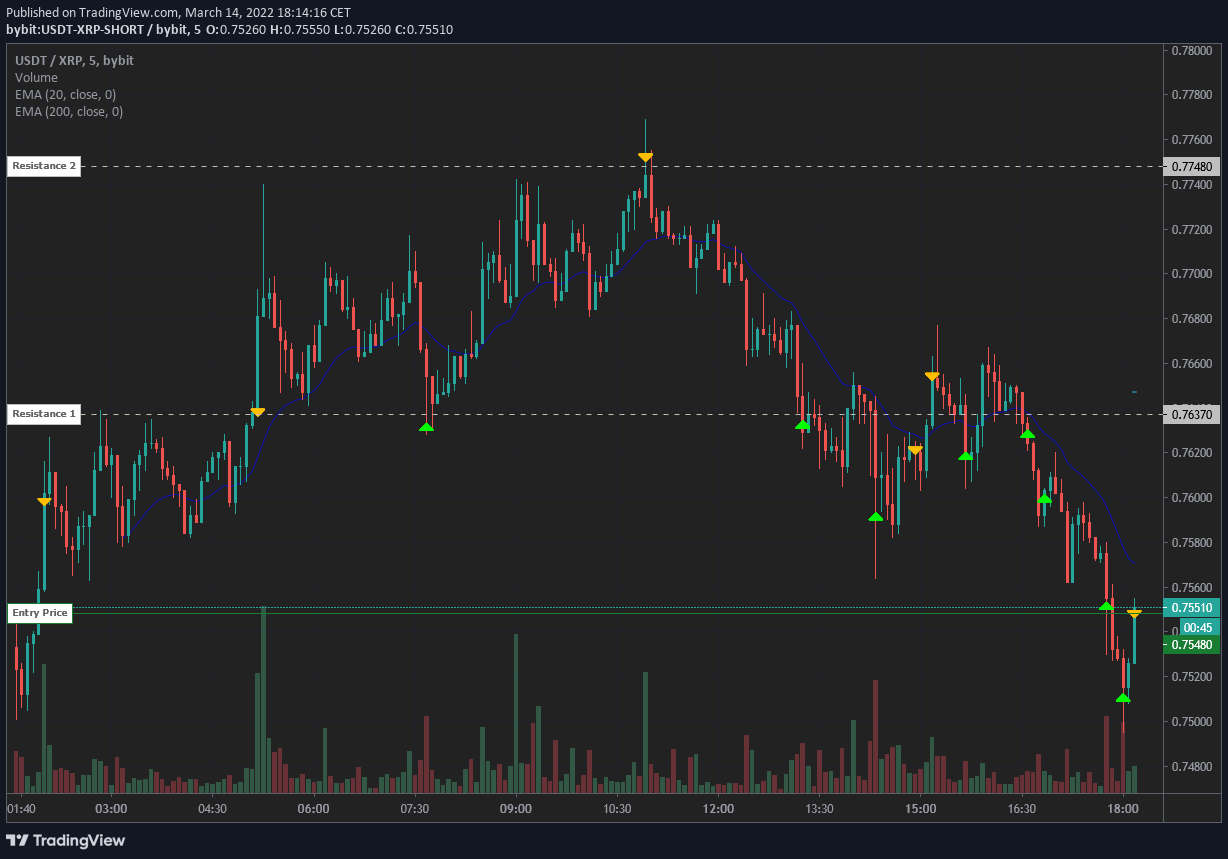 Published on TradingView.com, March 14, 2022 18:14:16 CET
bybit:USDT-XRP-SHORT / bybit, 5 O:0.75260 H:0.75550 L:0.75260 C:0.75510
USDT / XRP, 5, bybit
Volume
EMA (20, close, 0)
EMA (200, close, 0)
0.78000
0.77800
0.77600
Resistance 2
0.77480
0.77400
0.77200
0.77000
0.76800
0.76600
Resistance 1
0.76370
0.76200
0.76000
0.75800
0.75600
Entry Price
0.75510
00:45
0.75480
0.75200
0.75000
0.74800
01:40 03:00 04:30 06:00 07:30 09:00 10:30 12:00 13:30 15:00 16:30 18:00
TradingView